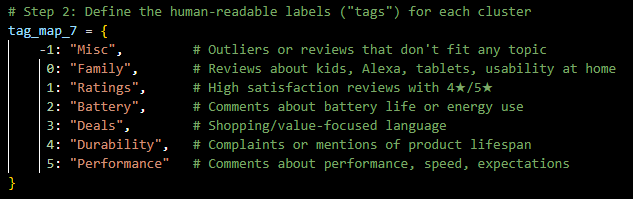 # Step 2: Define the human-readable labels ("tags") for each cluster
tag_map_7 = {
    -1: "Misc",         # Outliers or reviews that don't fit any topic
     0: "Family",       # Reviews about kids, Alexa, tablets, usability at home
     1: "Ratings",      # High satisfaction reviews with 4★/5★
     2: "Battery",      # Comments about battery life or energy use
     3: "Deals",        # Shopping/value-focused language
     4: "Durability",   # Complaints or mentions of product lifespan
     5: "Performance"   # Comments about performance, speed, expectations
}